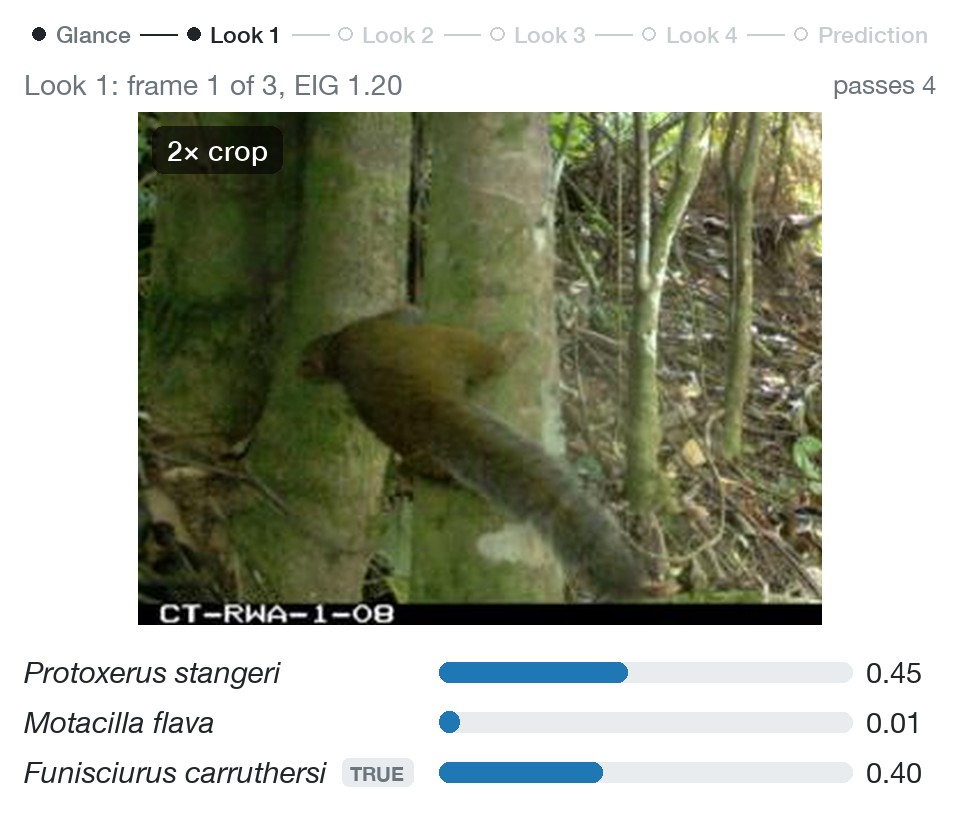 Glance Look 1 Look 2 Look 3 Look 4 Prediction
Look 1: frame 1 of 3, EIG 1.20 passes 4
2× crop
CT-RWA-1-08
Protoxerus stangeri 0.45
Motacilla flava 0.01
Funisciurus carruthersi TRUE 0.40